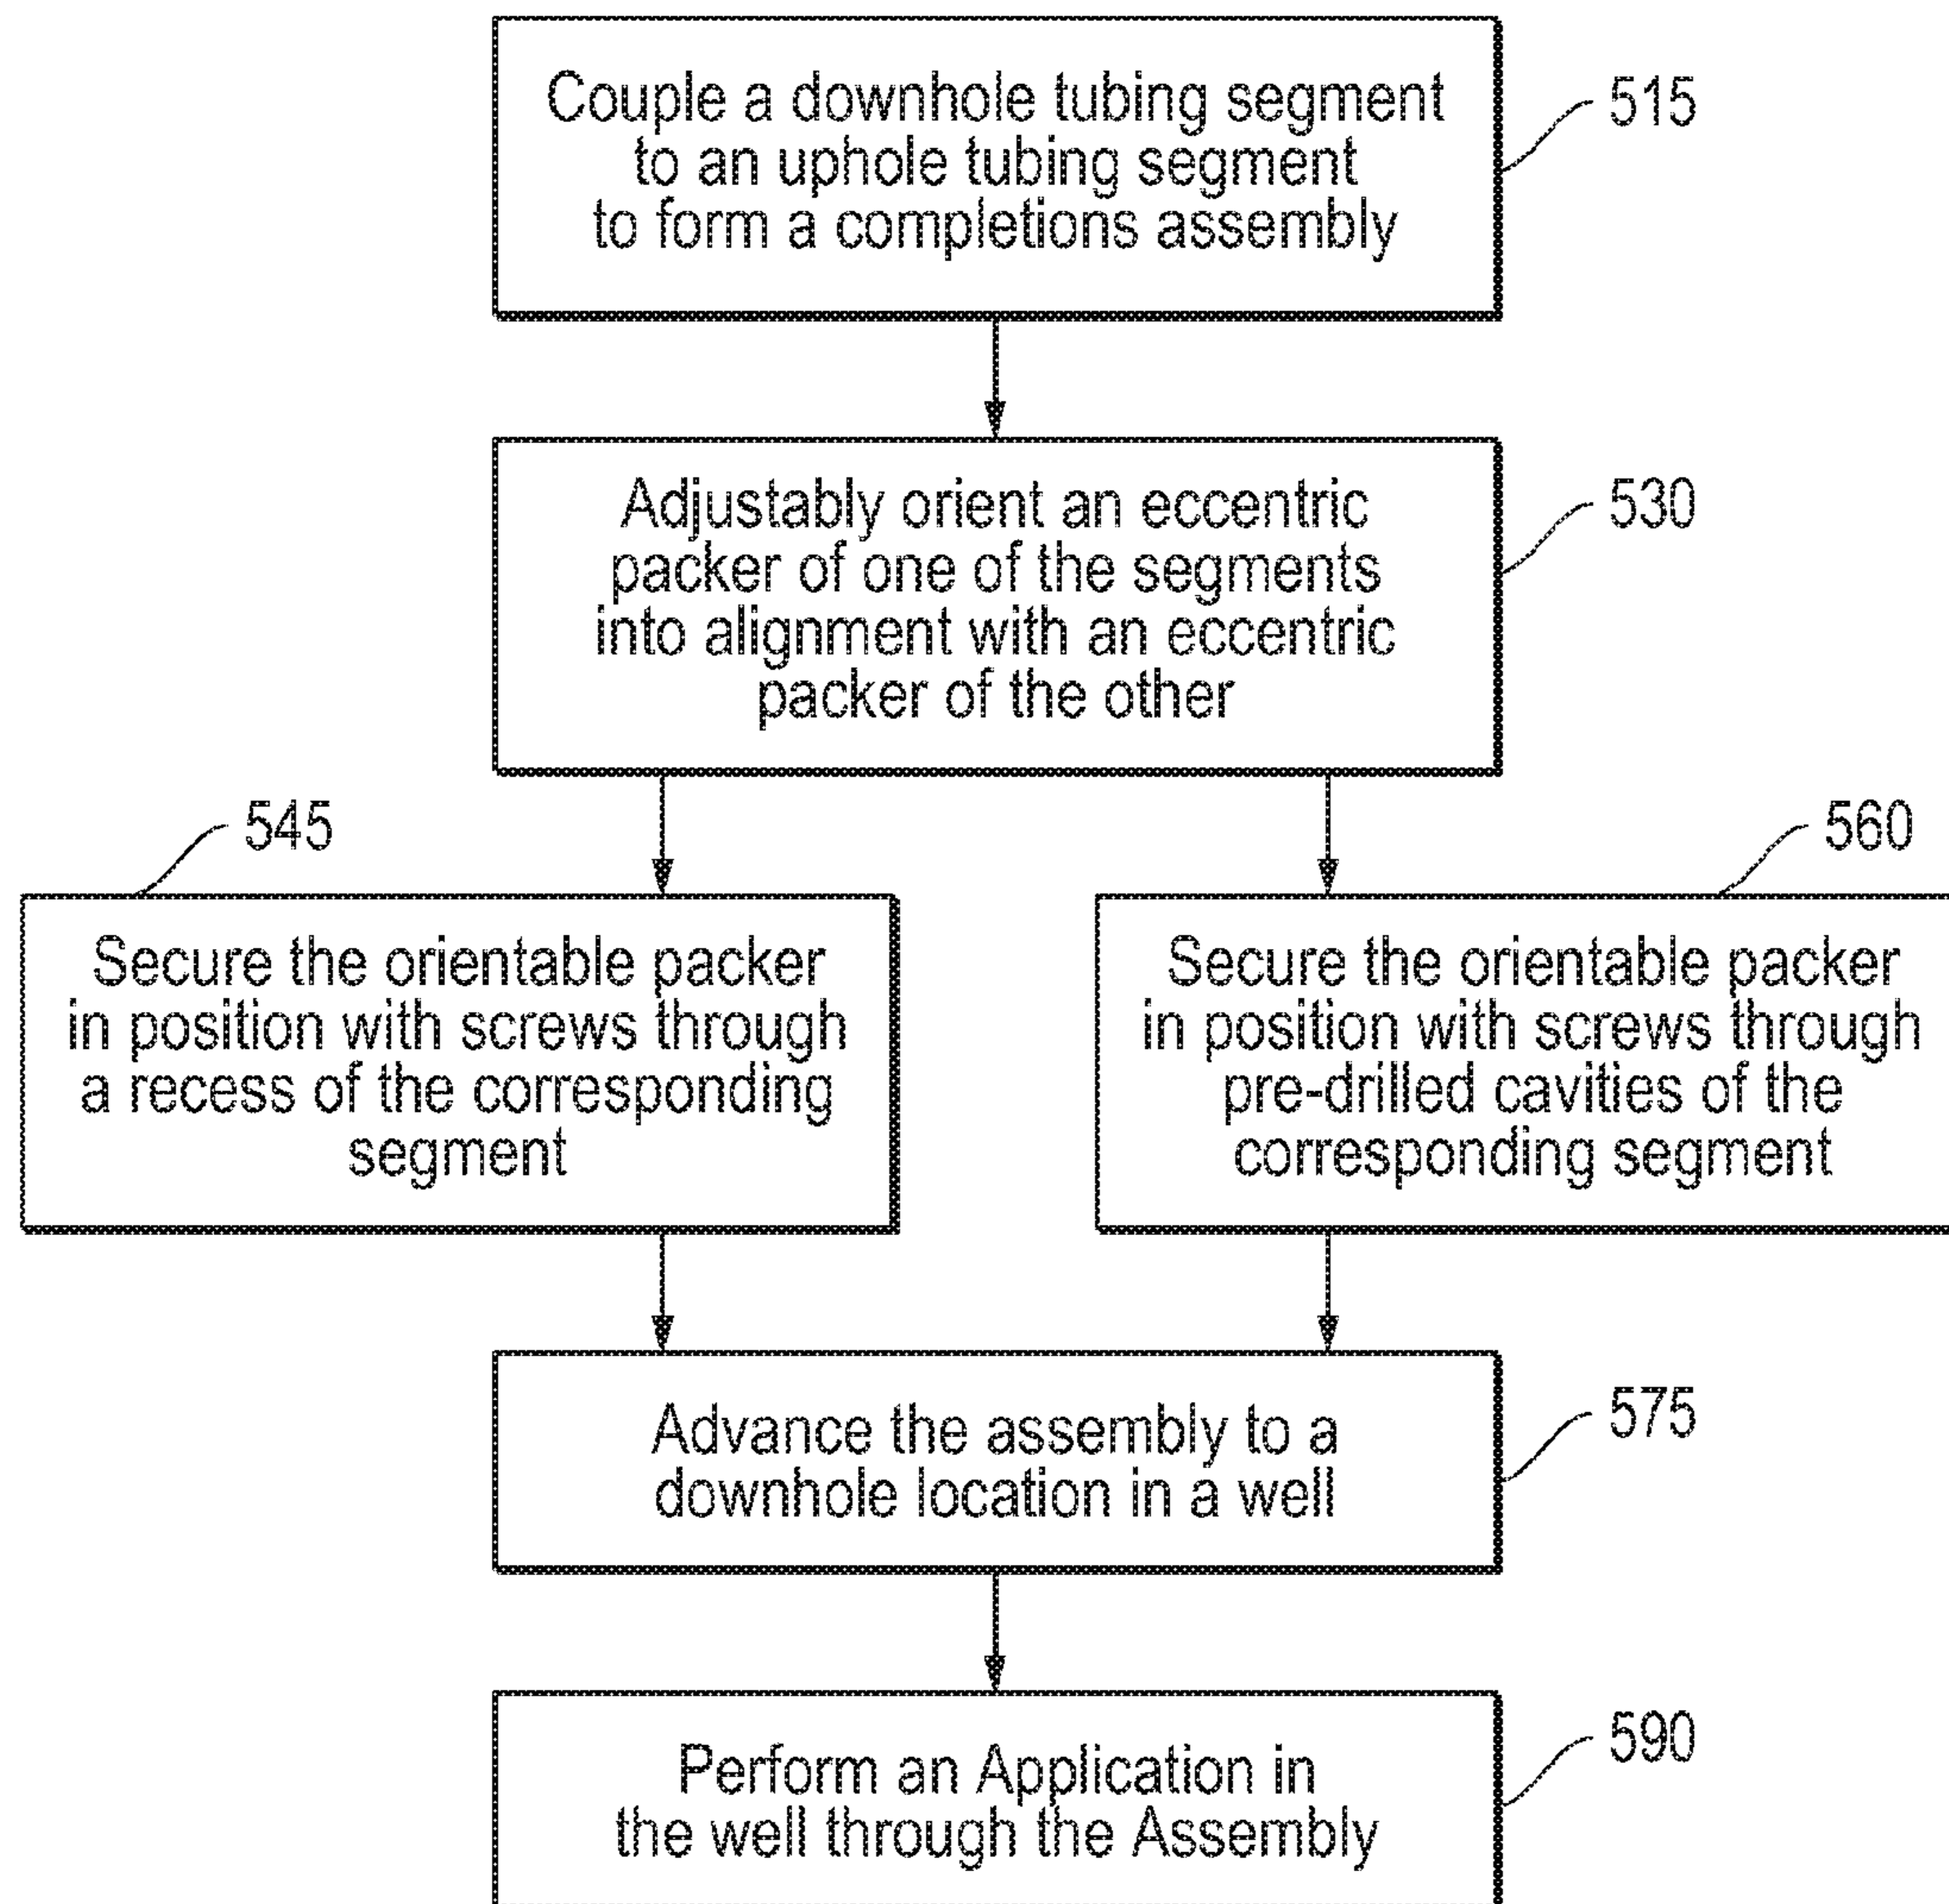 Couple a downhole tubing segment
to an uphole tubing segment
to form a completions assembly
515
Adjustably orient an eccentric
packer of one of the segments
into alignment with an eccentric
packer of the other
530
545
Secure the orientable packer
in position with screws through
a recess of the corresponding
segment
560
Secure the orientable packer
in position with screws through
pre-drilled cavities of the
corresponding segment
Advance the assembly to a
downhole location in a well
575
Perform an Application in
the well through the Assembly
590